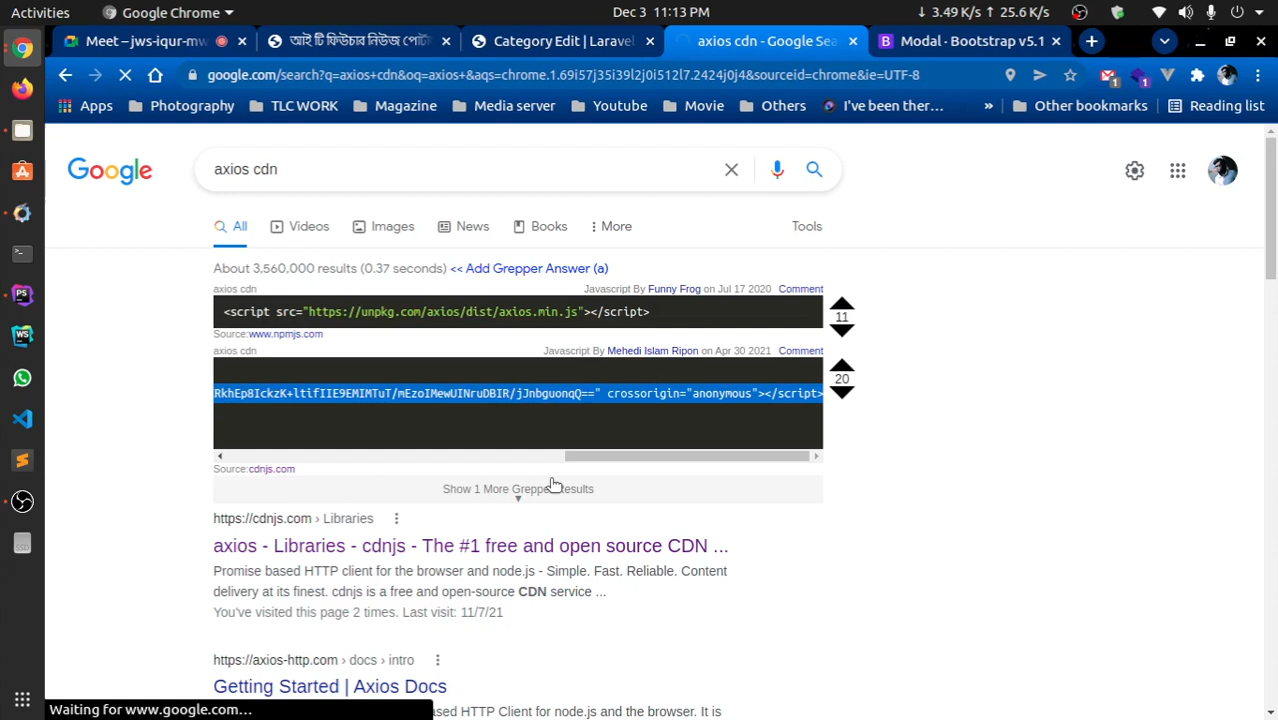 Activities
Google Chrome
Dec 3 11:13 PM
↓ 3.49 K/s ↑ 25.6 K/s
Meet – jws-iqur-mw
আই টি ফিউচার নিউজ পোর্ট
Category Edit | Laravel
axios cdn - Google Sea
Modal · Bootstrap v5.1
google.com/search?q=axios+cdn&oq=axios+&aqs=chrome.1.69i57j35i39l2j0i512l7.2424j0j4&sourceid=chrome&ie=UTF-8
Apps
Photography
TLC WORK
Magazine
Media server
Youtube
Movie
Others
I've been ther...
»
Other bookmarks
Reading list
Google
axios cdn
All
Videos
Images
News
Books
More
Tools
About 3,560,000 results (0.37 seconds) << Add Grepper Answer (a)
axios cdn
Javascript By Funny Frog on Jul 17 2020 Comment
<script src="https://unpkg.com/axios/dist/axios.min.js"></script>
11
Source:www.npmjs.com
axios cdn
Javascript By Mehedi Islam Ripon on Apr 30 2021 Comment
20
RkhEp8IckzK+ltifIIE9EMIMTuT/mEzoIMewUINruDBIR/jJnbguonqQ==" crossorigin="anonymous"></script>
Source:cdnjs.com
Show 1 More Grepper Results
https://cdnjs.com › Libraries
axios - Libraries - cdnjs - The #1 free and open source CDN ...
Promise based HTTP client for the browser and node.js - Simple. Fast. Reliable. Content
delivery at its finest. cdnjs is a free and open-source CDN service ...
You've visited this page 2 times. Last visit: 11/7/21
https://axios-http.com › docs › intro
Getting Started | Axios Docs
ased HTTP Client for node.js and the browser. It is
Waiting for www.google.com...